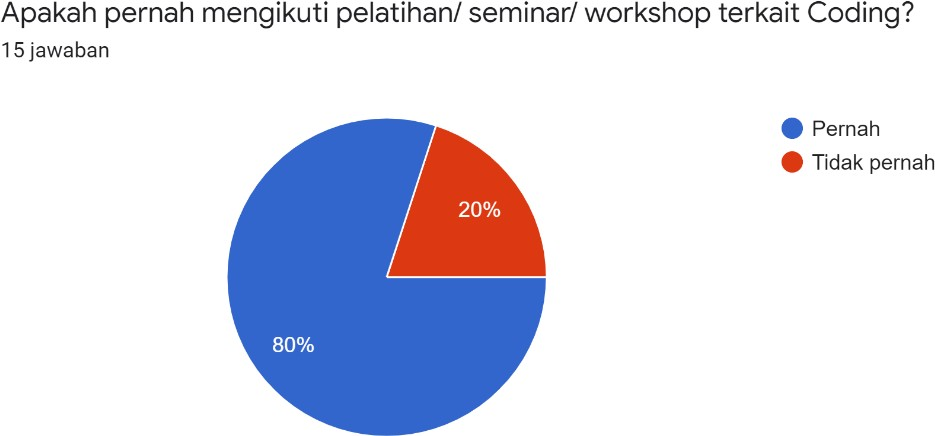 Apakah pernah mengikuti pelatihan/ seminar/ workshop terkait Coding?
15 jawaban
Pernah
Tidak pernah
20%
80%